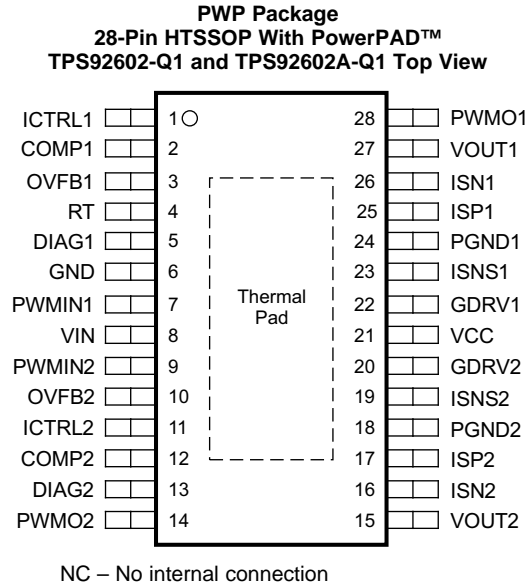 PWP Package
28-Pin HTSSOP With PowerPAD™
TPS92602-Q1 and TPS92602A-Q1 Top View
ICTRL1 1 28 PWMO1
COMP1 2 27 VOUT1
OVFB1 3 26 ISN1
RT 4 25 ISP1
DIAG1 5 24 PGND1
GND 6 23 ISNS1
PWMIN1 7 22 GDRV1
VIN 8 21 VCC
PWMIN2 9 20 GDRV2
OVFB2 10 19 ISNS2
ICTRL2 11 18 PGND2
COMP2 12 17 ISP2
DIAG2 13 16 ISN2
PWMO2 14 15 VOUT2
Thermal
Pad
NC – No internal connection